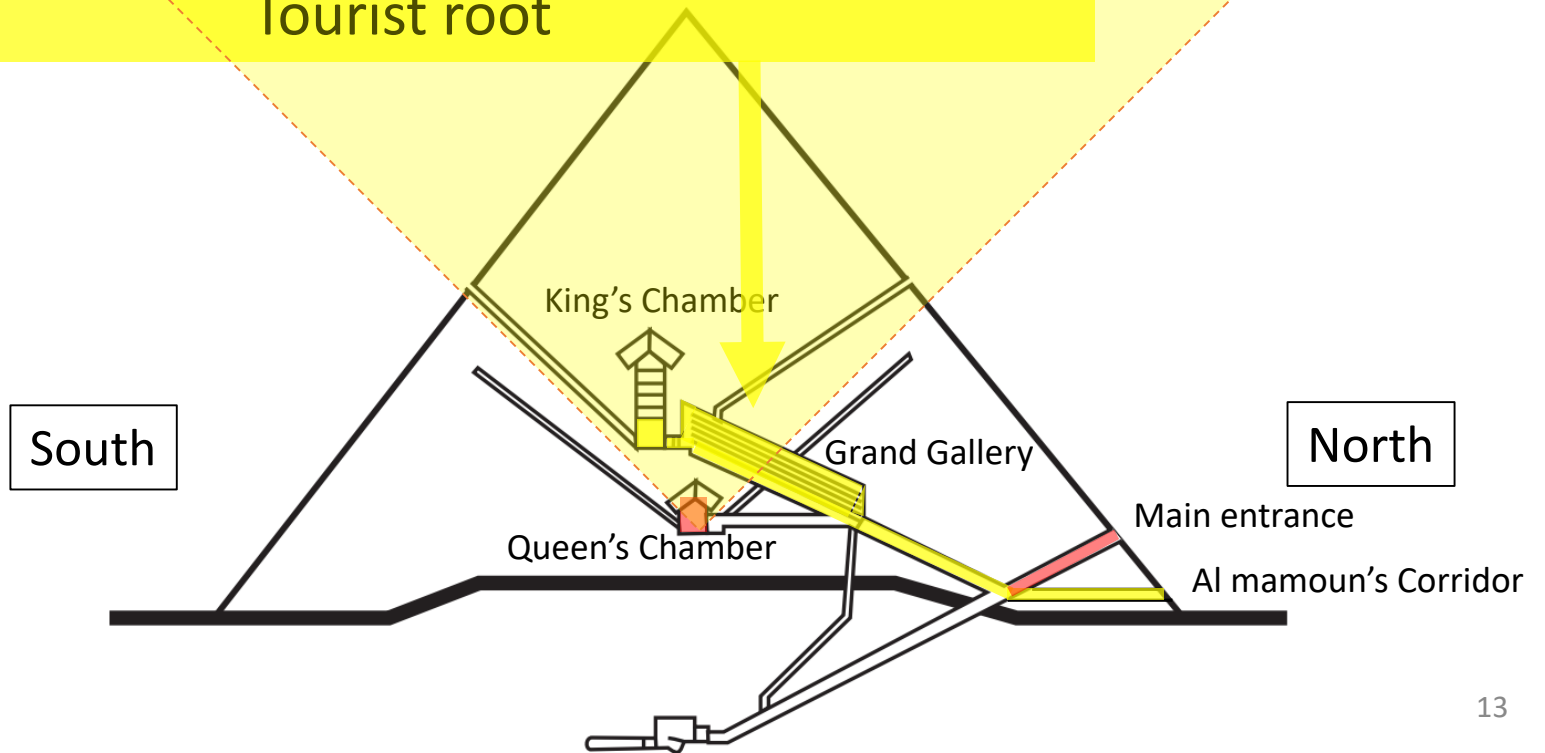 Tourist root
King’s Chamber
South
Grand Gallery
North
Main entrance
Queen’s Chamber
Al mamoun’s Corridor
13